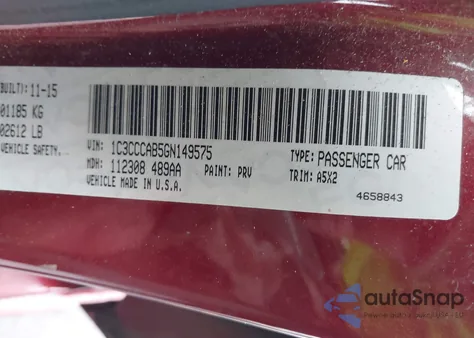 BUILT): 11-15
01185 KG
02612 LB
VEHICLE SAFETY,
VIN: 1C3CCCAB5GN149575
TYPE: PASSENGER CAR
MDH: 112308 489AA
PAINT: PRV
TRIM: A5X2
VEHICLE MADE IN U.S.A.
4658843
autoSnap